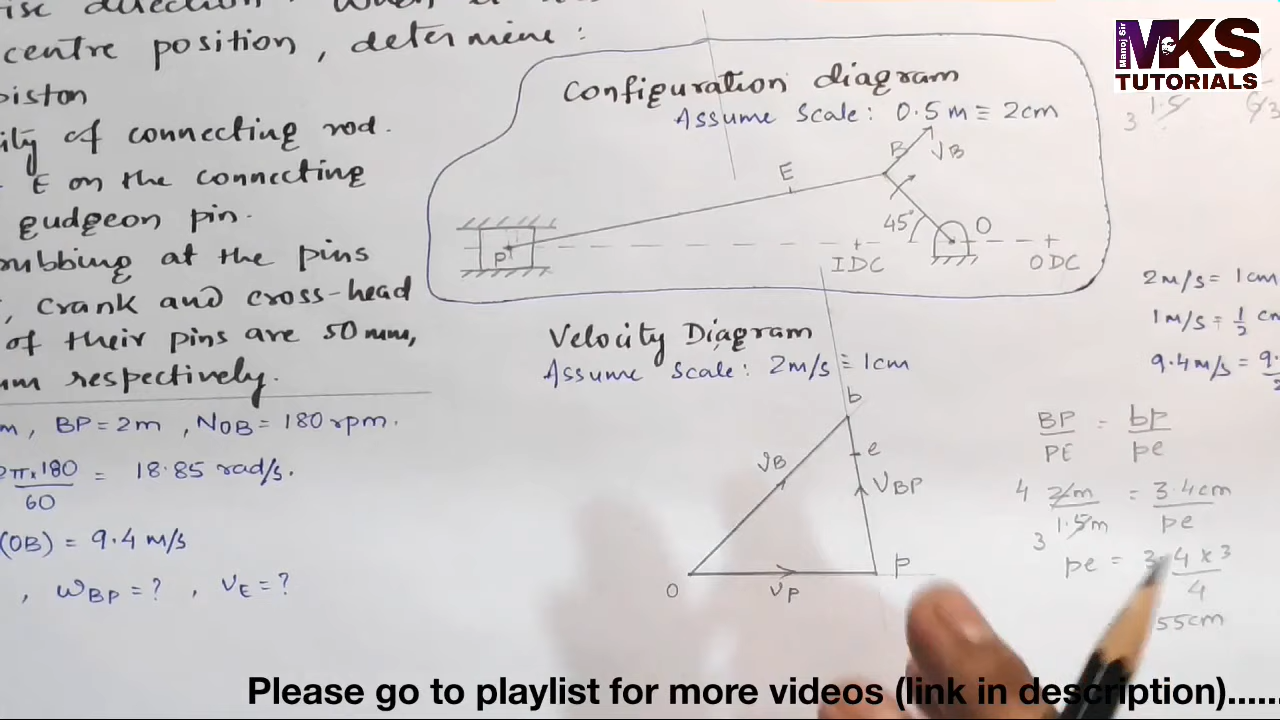 centre position, determine:
piston
ity of connecting rod.
E on the connecting
gudgeon pin.
rubbing at the pins
, crank and cross-head
of their pins are 50 mm,
mm respectively.
m, BP = 2m, NOB = 180 rpm.
2π×180 = 18.85 rad/s.
60
(OB) = 9.4 m/s
, ωBP = ?, VE = ?
Configuration diagram
Assume Scale: 0.5 m ≡ 2cm
B
VB
E
45°
O
P
IDC
ODC
Velocity Diagram
Assume Scale: 2m/s ≡ 1cm
b
VB
e
VBP
O
VP
p
Manoj Sir
MKS
TUTORIALS
2m/s = 1cm
1m/s = 1/2 cm
9.4m/s = 9.
2
BP = bp
PE pe
4 2m = 3.4cm
3 1.5m pe
pe = 3.4 × 3
4
55cm
Please go to playlist for more videos (link in description)......